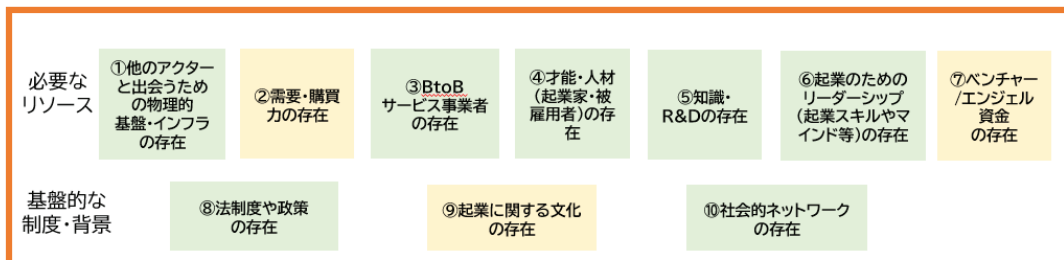 必要な
リソース
①他のアクター
と出会うため
の物理的
基盤・インフラ
の存在
②需要・購買
力の存在
③BtoB
サービス事業者
の存在
④才能・人材
(起業家・被
雇用者)の存
在
⑤知識・
R&Dの存在
⑥起業のための
リーダーシップ
(起業スキルやマ
インド等)の存在
⑦ベンチャー
/エンジェル
資金
の存在
基盤的な
制度・背景
⑧法制度や政策
の存在
⑨起業に関する文化
の存在
⑩社会的ネットワーク
の存在